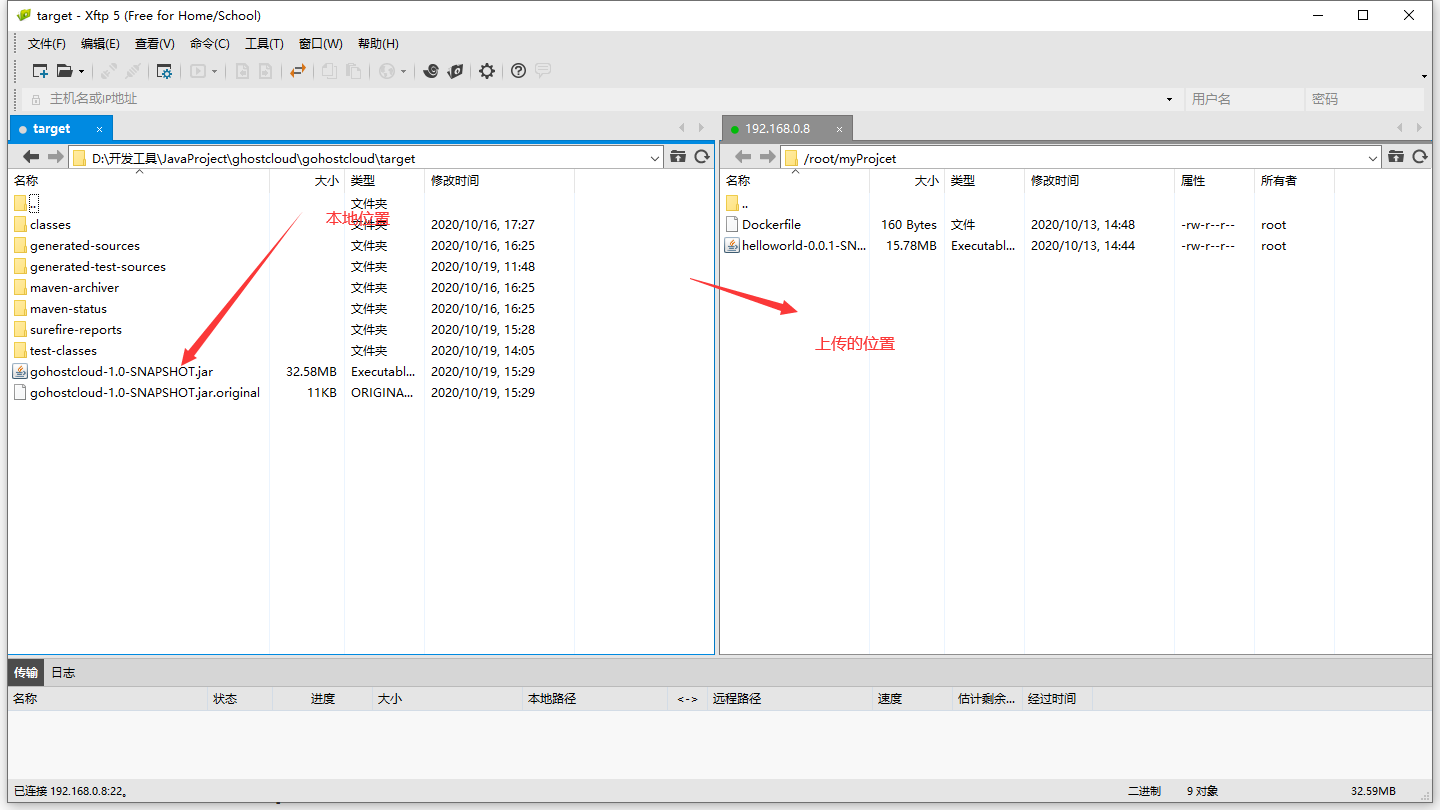 target - Xftp 5 (Free for Home/School)
文件(F) 编辑(E) 查看(V) 命令(C) 工具(T) 窗口(W) 帮助(H)
主机名或IP地址 用户名 密码
target × 192.168.0.8 ×
D:\开发工具\JavaProject\ghostcloud\gohostcloud\target /root/myProjcet
名称 大小 类型 修改时间 名称 大小 类型 修改时间 属性 所有者
.. 文件夹 ..
本地位置
classes 文件夹 2020/10/16, 17:27 Dockerfile 160 Bytes 文件 2020/10/13, 14:48 -rw-r--r-- root
generated-sources 文件夹 2020/10/16, 16:25 helloworld-0.0.1-SN... 15.78MB Executabl... 2020/10/13, 14:44 -rw-r--r-- root
generated-test-sources 文件夹 2020/10/19, 11:48
maven-archiver 文件夹 2020/10/16, 16:25
maven-status 文件夹 2020/10/16, 16:25
surefire-reports 文件夹 2020/10/19, 15:28
上传的位置
test-classes 文件夹 2020/10/19, 14:05
gohostcloud-1.0-SNAPSHOT.jar 32.58MB Executabl... 2020/10/19, 15:29
gohostcloud-1.0-SNAPSHOT.jar.original 11KB ORIGINA... 2020/10/19, 15:29
传输 日志
名称 状态 进度 大小 本地路径 <-> 远程路径 速度 估计剩余... 经过时间
已连接 192.168.0.8:22。 二进制 9 对象 32.59MB